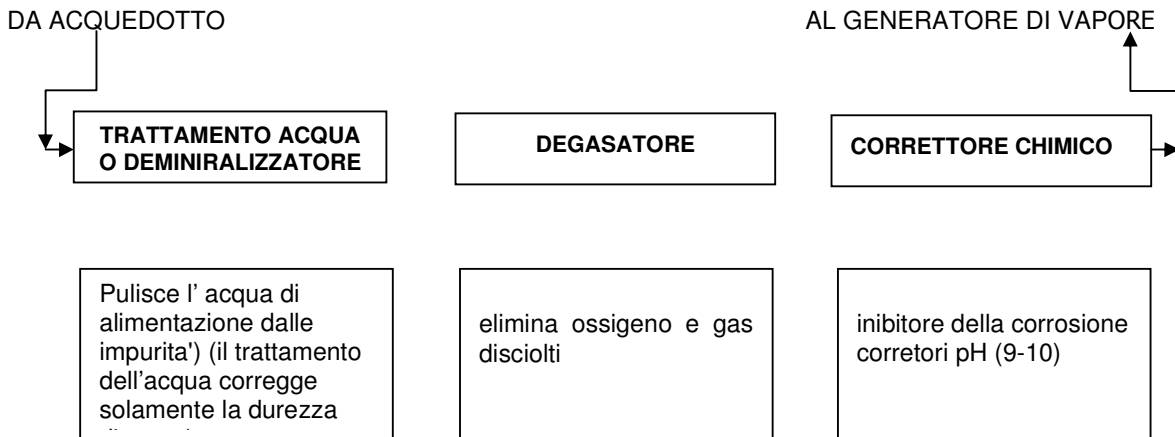 DA ACQUEDOTTO
AL GENERATORE DI VAPORE
TRATTAMENTO ACQUA
O DEMINIRALIZZATORE
DEGASATORE
CORRETTORE CHIMICO
Pulisce l' acqua di
alimentazione dalle
impurita') (il trattamento
dell'acqua corregge
solamente la durezza
elimina ossigeno e gas
disciolti
inibitore della corrosione
corretori pH (9-10)